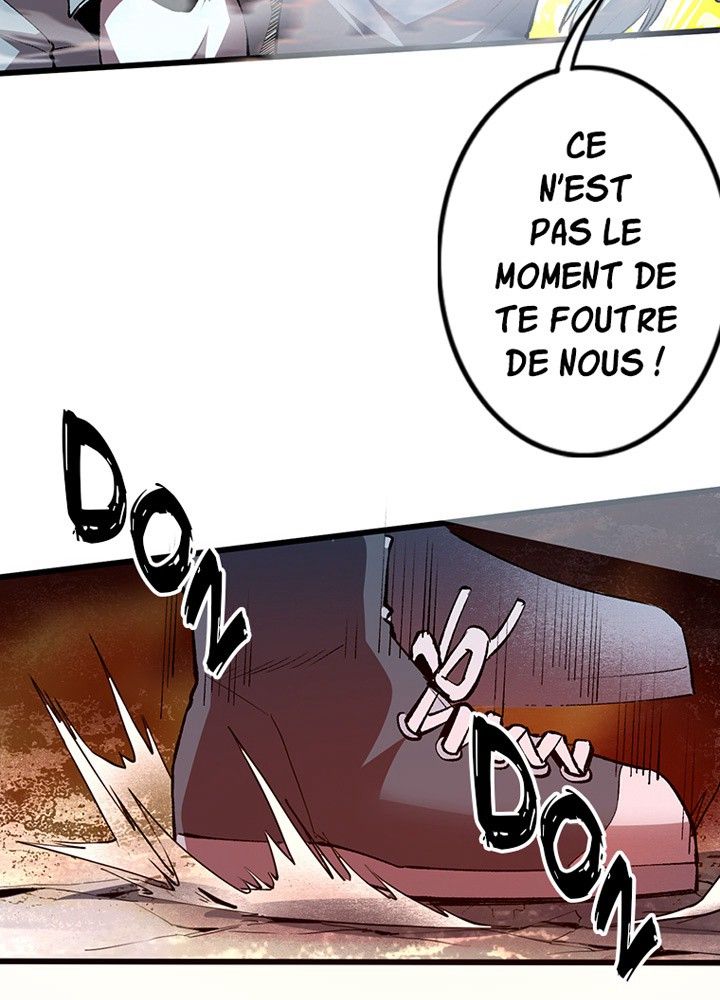 CE
N'EST
PAS LE
MOMENT DE
TE FOUTRE
DE NOUS !
DON
DON